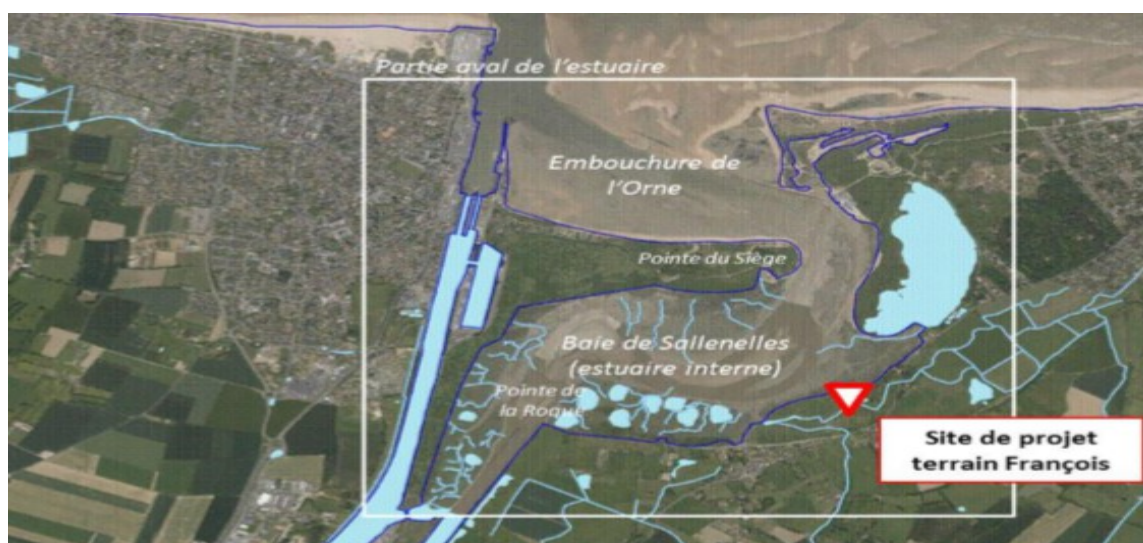 Partie aval de l'estuaire
Embouchure de
l'Orne
Pointe du Siège
Baie de Sallenelles
(estuaire interne)
Pointe de
la Roque
Site de projet
terrain François